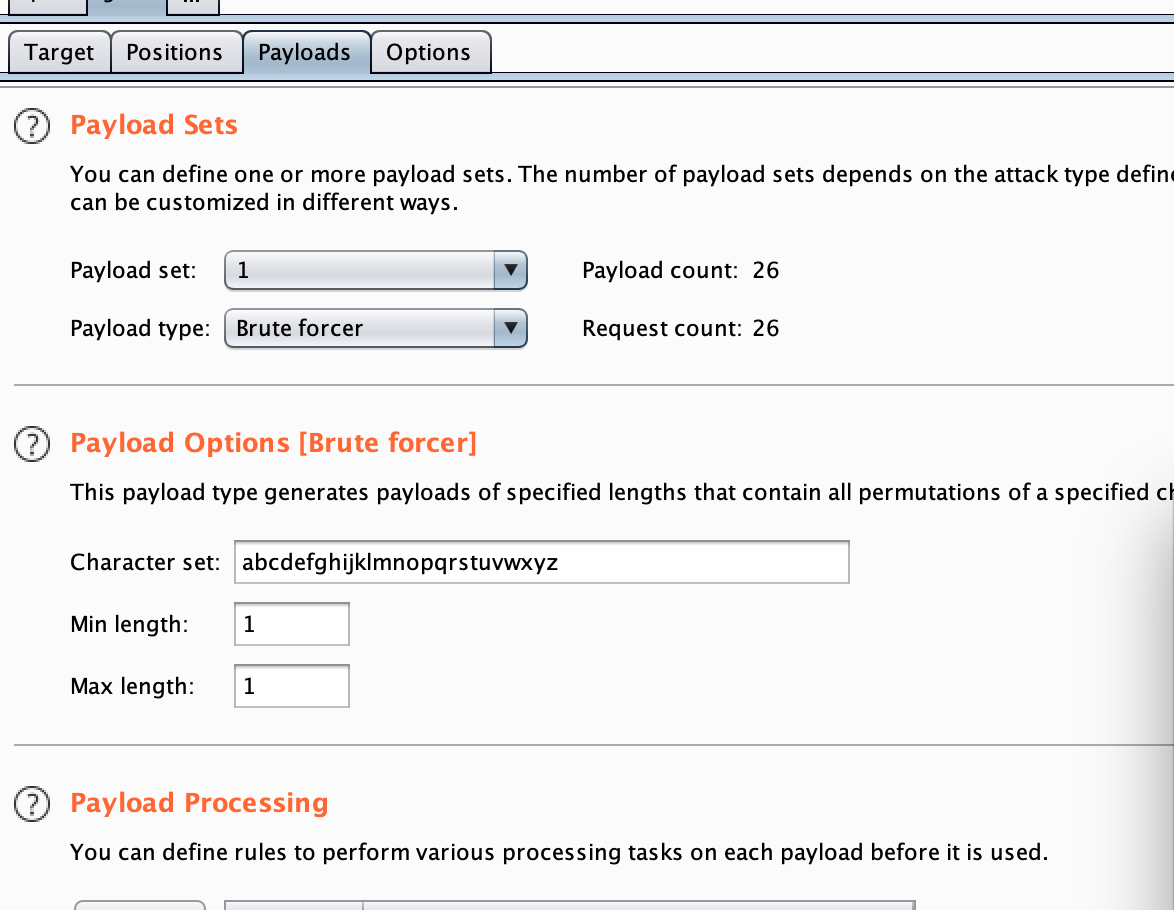 Target Positions Payloads Options
Payload Sets
You can define one or more payload sets. The number of payload sets depends on the attack type
can be customized in different ways.
Payload set: 1 Payload count: 26
Payload type: Brute forcer Request count: 26
Payload Options [Brute forcer]
This payload type generates payloads of specified lengths that contain all permutations of a specified
Character set: abcdefghijklmnopqrstuvwxyz
Min length: 1
Max length: 1
Payload Processing
You can define rules to perform various processing tasks on each payload before it is used.